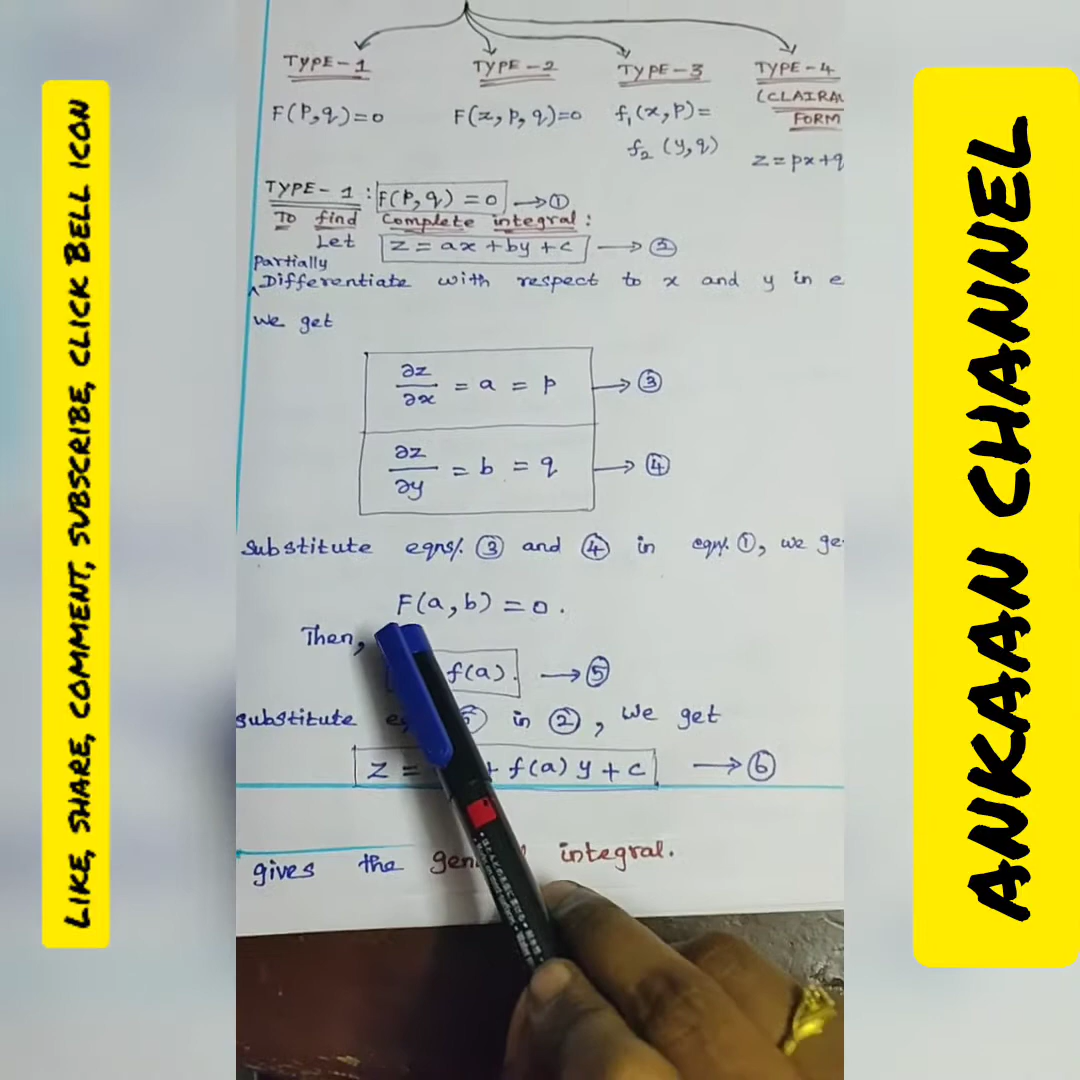 LIKE, SHARE, COMMENT, SUBSCRIBE, CLICK BELL ICON
TYPE-1 TYPE-2 TYPE-3 TYPE-4
(CLAIRA
FORM
F(p,q)=0 F(z,p,q)=0 f₁(x,p)=
f₂ (y,q)
z=px+q
TYPE-1: F(p,q)=0 →①
To find complete integral:
Let z=ax+by+c →②
partially
^Differentiate with respect to x and y in e
we get
∂z/∂x = a = p →③
∂z/∂y = b = q →④
substitute eqns/. ③ and ④ in eqn/. ①, we ge
F(a,b)=0.
Then,
f(a). →⑤
substitute in ②, we get
z = + f(a) y + c →⑥
gives the integral.
ANKAAN CHANNEL